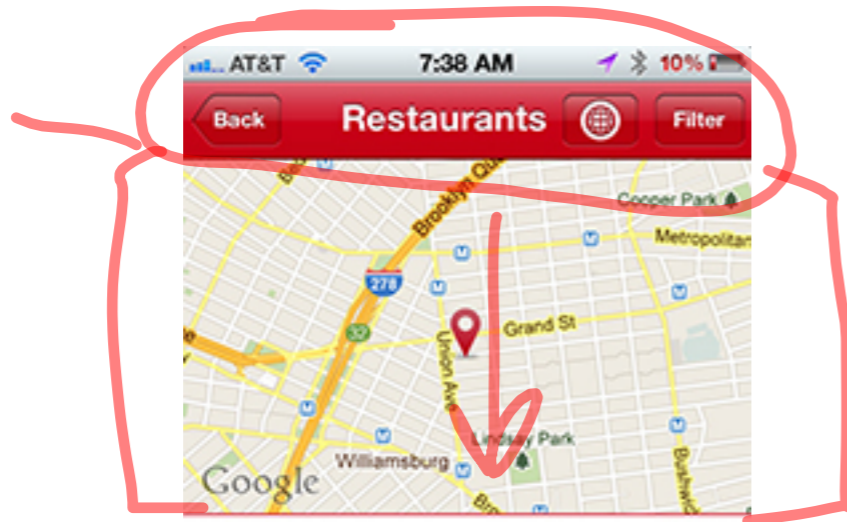 AT&T 7:38 AM 10%
Back Restaurants Filter
Cooper Park
Brooklyn
Metropolitan
278
Grand St
Union Ave
Lindsay Park
Williamsburg
Google